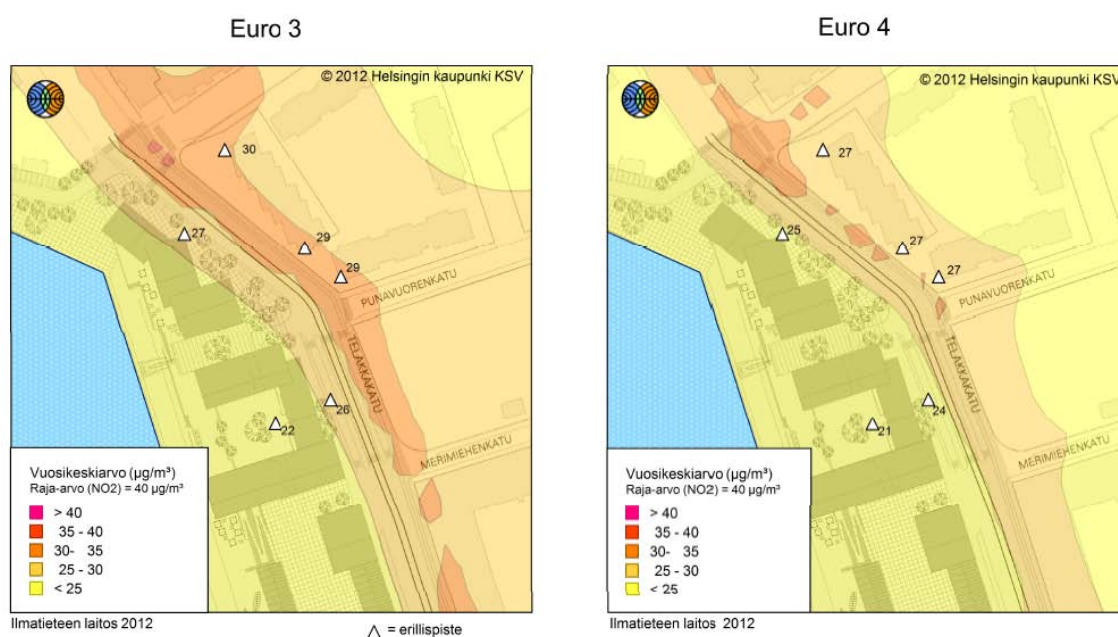 Euro 3
© 2012 Helsingin kaupunki KSV
30
27
29
29
PUNAVUORENKATU
TELAKKAKATU
26
22
MERIMIEHENKATU
Vuosikeskiarvo (µg/m³)
Raja-arvo (NO2) = 40 µg/m³
> 40
35 - 40
30- 35
25 - 30
< 25
Ilmatieteen laitos 2012
△ = erillispiste
Euro 4
© 2012 Helsingin kaupunki KSV
27
25
27
27
PUNAVUORENKATU
TELAKKAKATU
24
21
MERIMIEHENKATU
Vuosikeskiarvo (µg/m³)
Raja-arvo (NO2) = 40 µg/m³
> 40
35 - 40
30- 35
25 - 30
< 25
Ilmatieteen laitos 2012